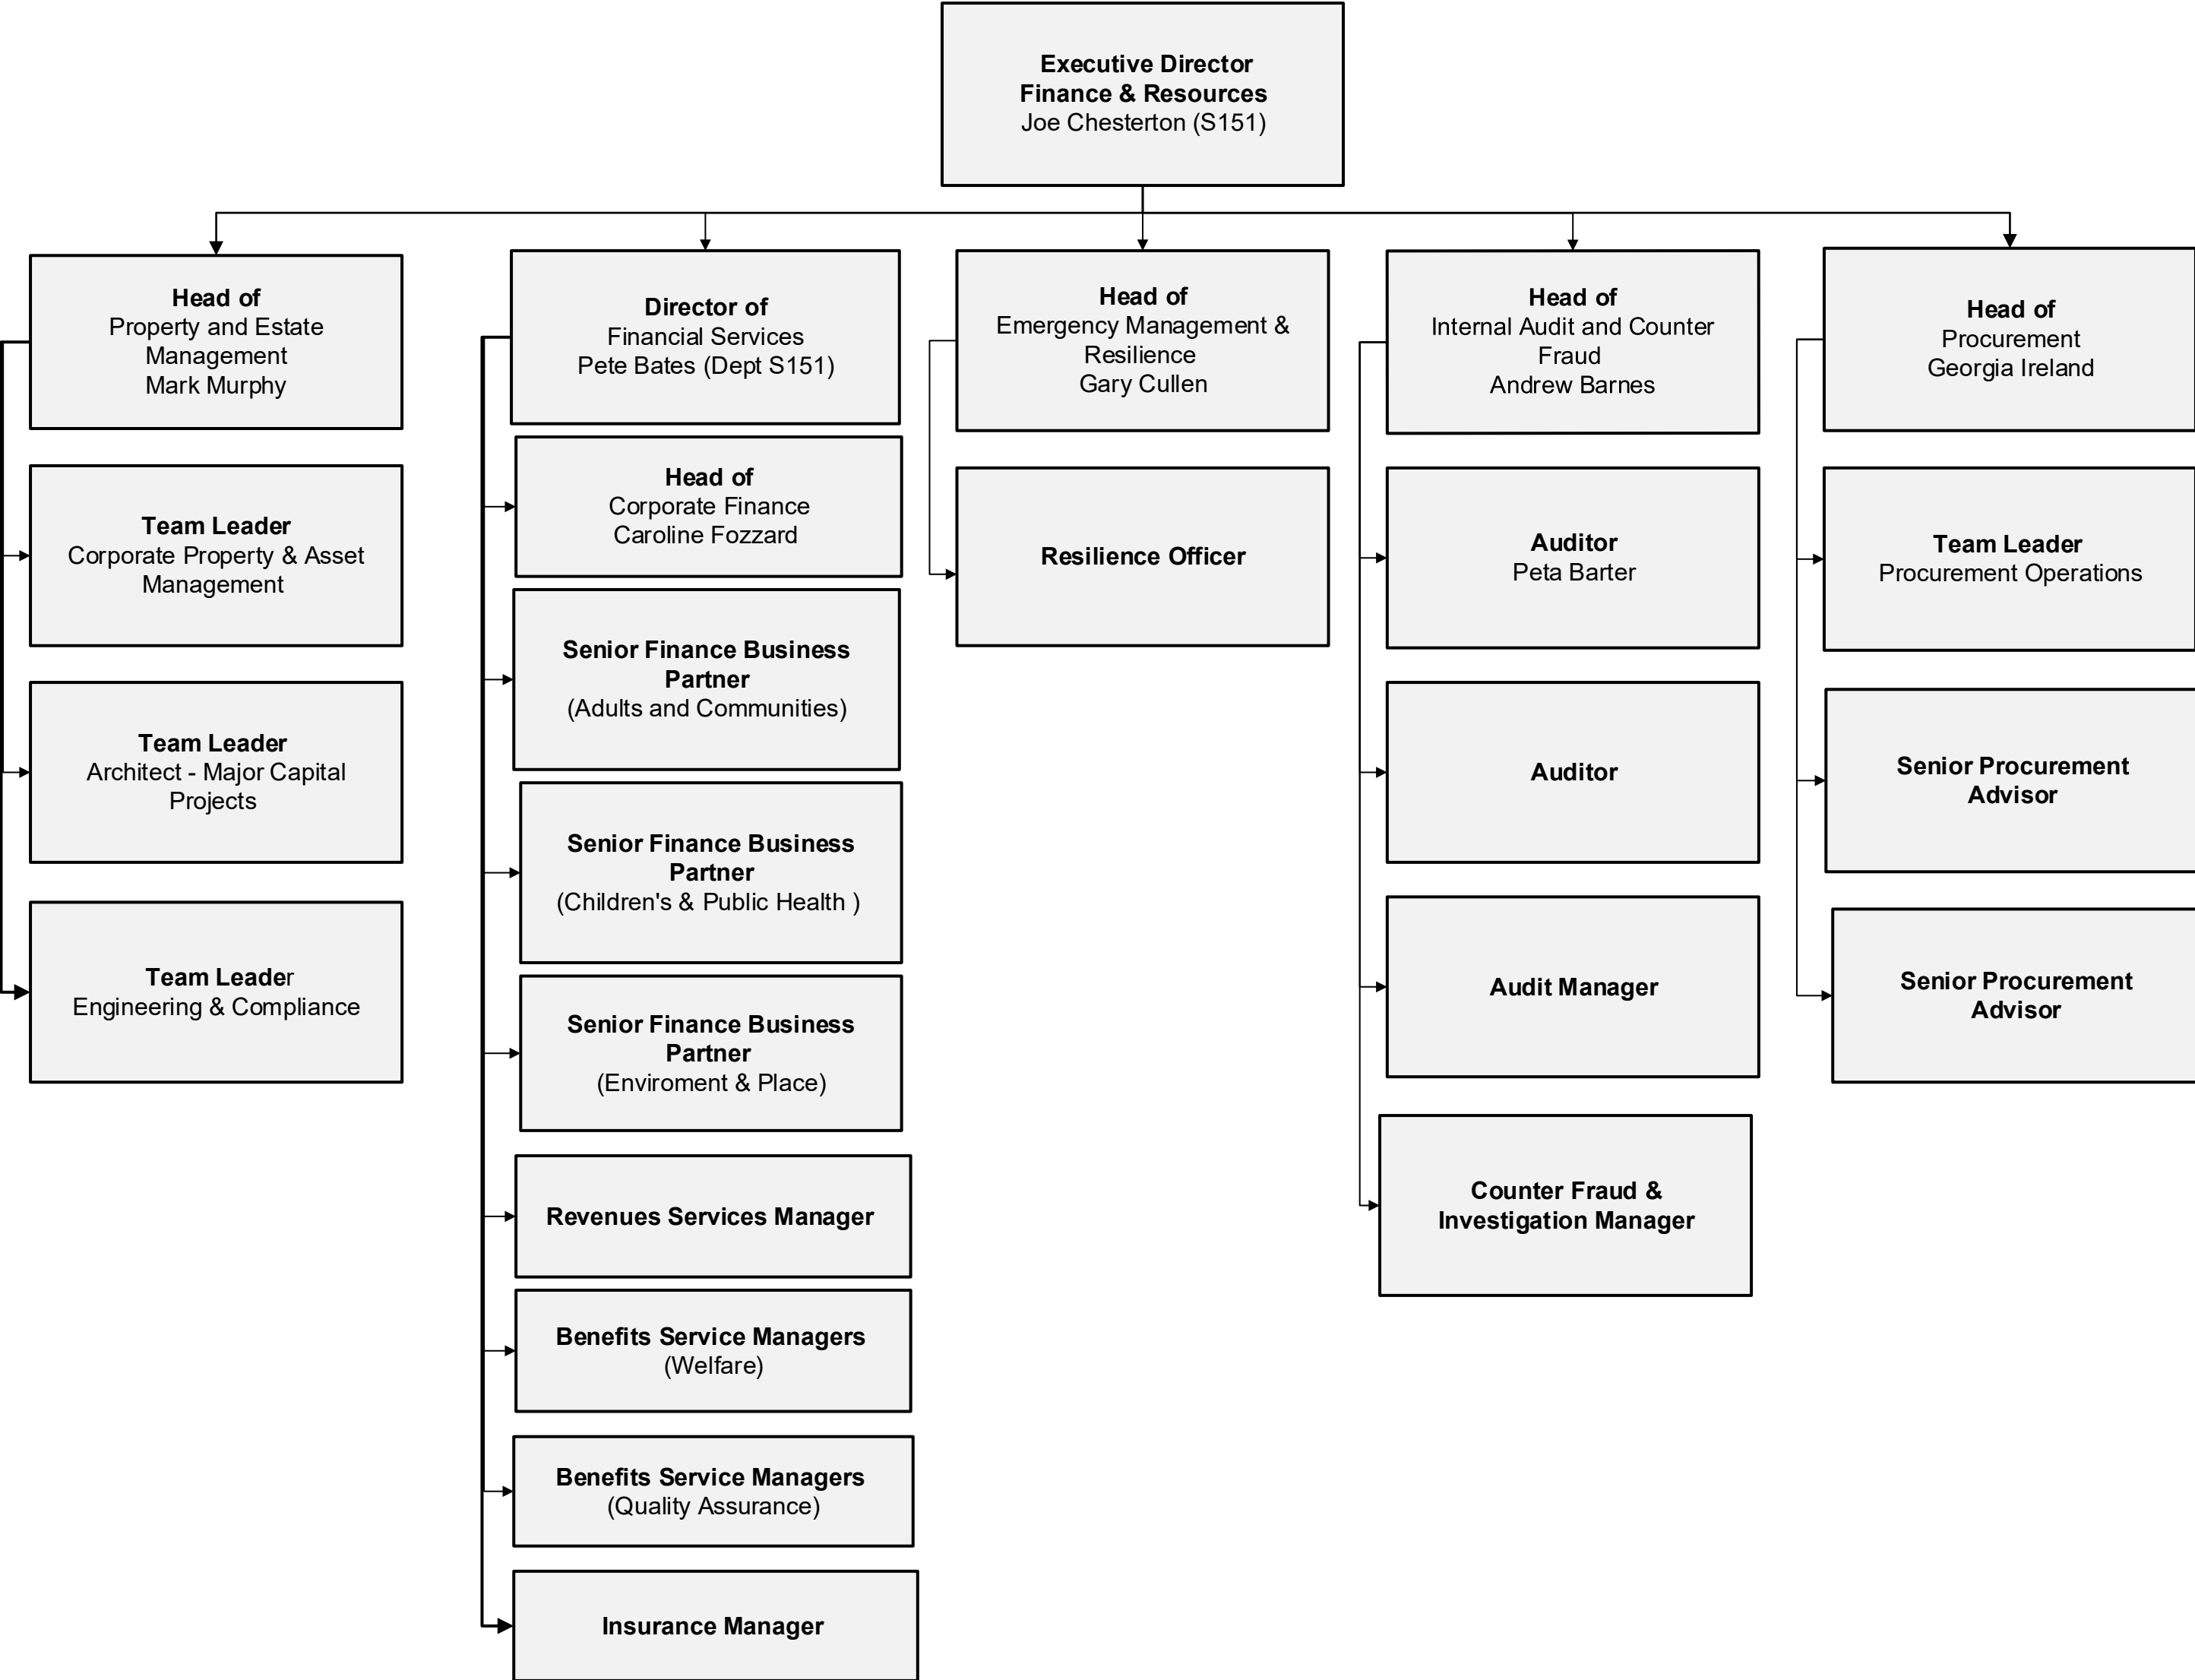 Executive Director
Finance & Resources
Joe Chesterton (S151)
Head of
Property and Estate
Management
Mark Murphy
Team Leader
Corporate Property & Asset
Management
Team Leader
Architect - Major Capital
Projects
Team Leader
Engineering & Compliance
Director of
Financial Services
Pete Bates (Dept S151)
Head of
Corporate Finance
Caroline Fozzard
Senior Finance Business
Partner
(Adults and Communities)
Senior Finance Business
Partner
(Children's & Public Health )
Senior Finance Business
Partner
(Enviroment & Place)
Revenues Services Manager
Benefits Service Managers
(Welfare)
Benefits Service Managers
(Quality Assurance)
Insurance Manager
Head of
Emergency Management &
Resilience
Gary Cullen
Resilience Officer
Head of
Internal Audit and Counter
Fraud
Andrew Barnes
Auditor
Peta Barter
Auditor
Audit Manager
Counter Fraud &
Investigation Manager
Head of
Procurement
Georgia Ireland
Team Leader
Procurement Operations
Senior Procurement
Advisor
Senior Procurement
Advisor